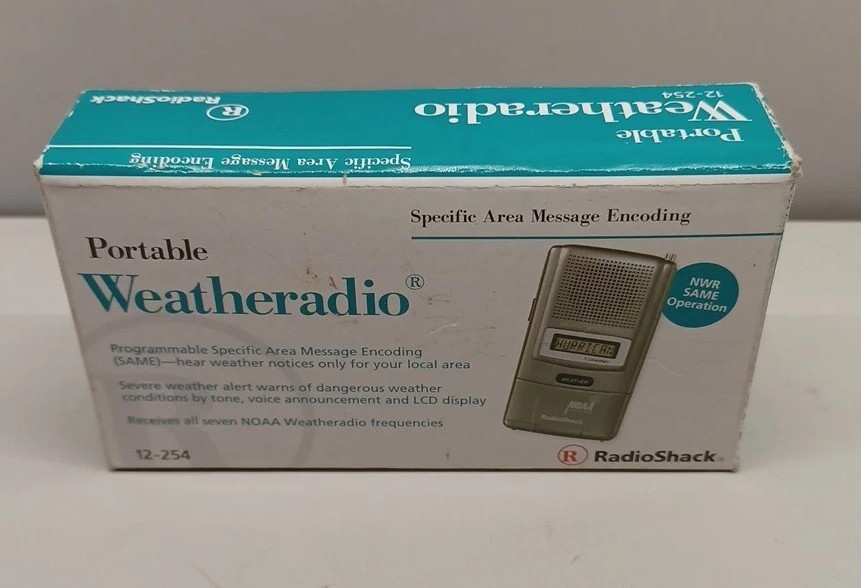 Portable
Weatheradio
12-254
RadioShack
Specific Area Message Encoding
Specific Area Message Encoding
Portable
Weatheradio®
NWR
SAME
Operation
Programmable Specific Area Message Encoding
(SAME)—hear weather notices only for your local area
Severe weather alert warns of dangerous weather
conditions by tone, voice announcement and LCD display
Receives all seven NOAA Weatheradio frequencies
HURRICAN
WEATHER
RadioShack
12-254
R RadioShack®